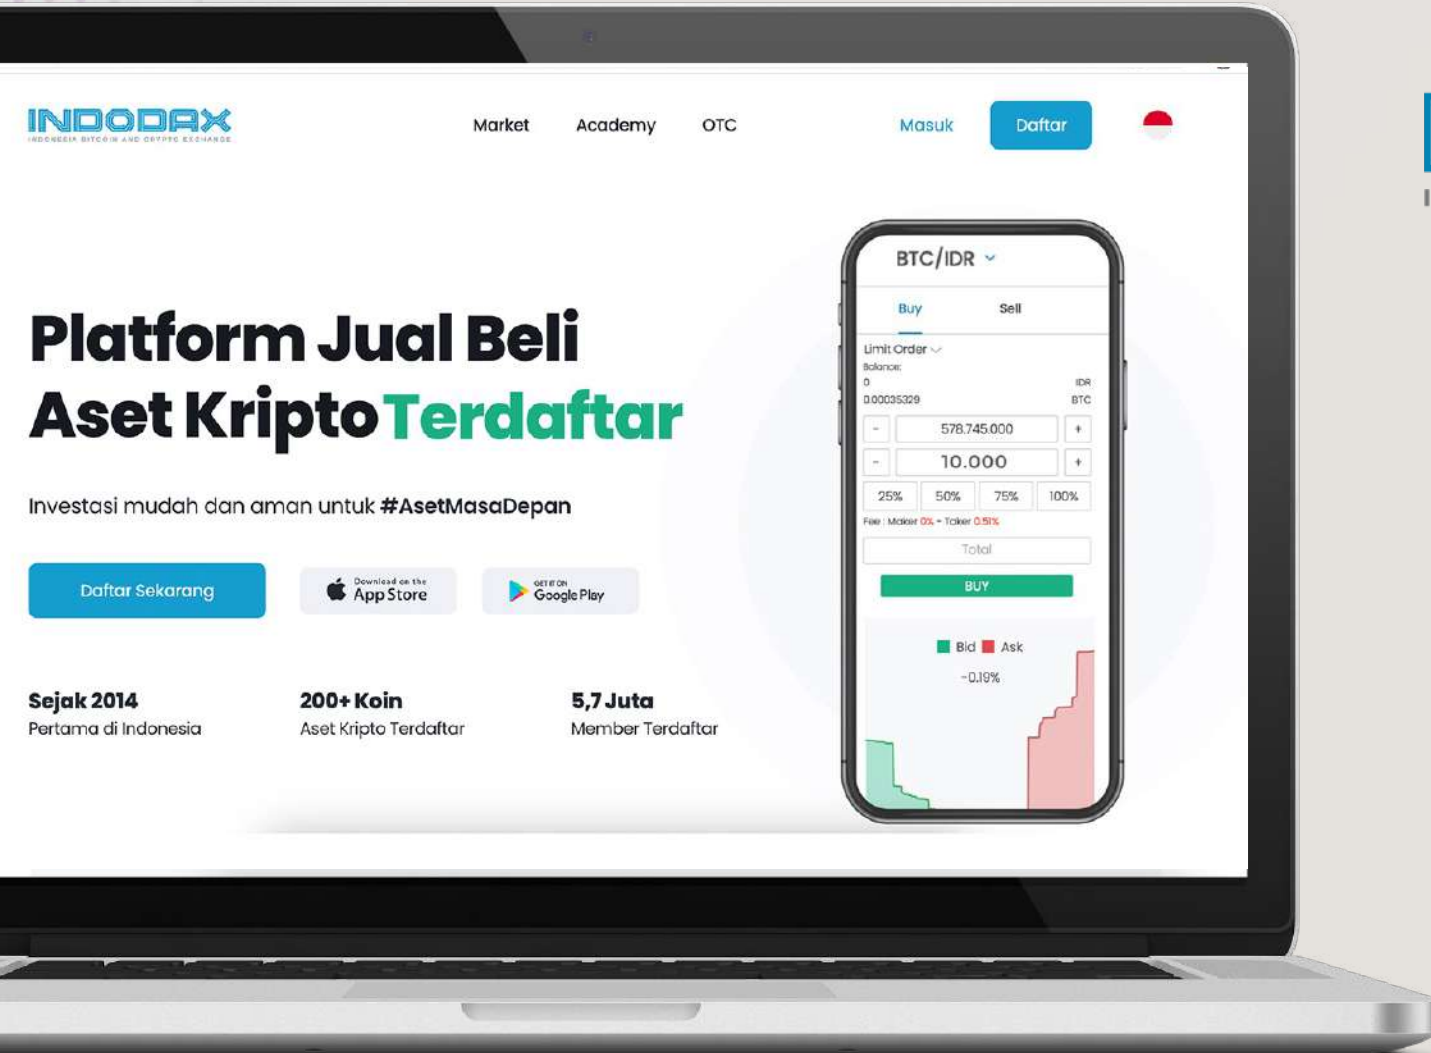 INDODAX
INDONESIA BITCOIN AND CRYPTO EXCHANGE
Market Academy OTC
Masuk Daftar
Platform Jual Beli
Aset Kripto Terdaftar
Investasi mudah dan aman untuk #AsetMasaDepan
Daftar Sekarang
Download on the
App Store
GET IT ON
Google Play
Sejak 2014
Pertama di Indonesia
200+ Koin
Aset Kripto Terdaftar
5,7 Juta
Member Terdaftar
BTC/IDR
Buy Sell
Limit Order
Balance:
0 IDR
0.00035329 BTC
- 578.745.000 +
- 10.000 +
25% 50% 75% 100%
Fee : Maker 0% - Taker 0.51%
Total
BUY
Bid Ask
-0.19%